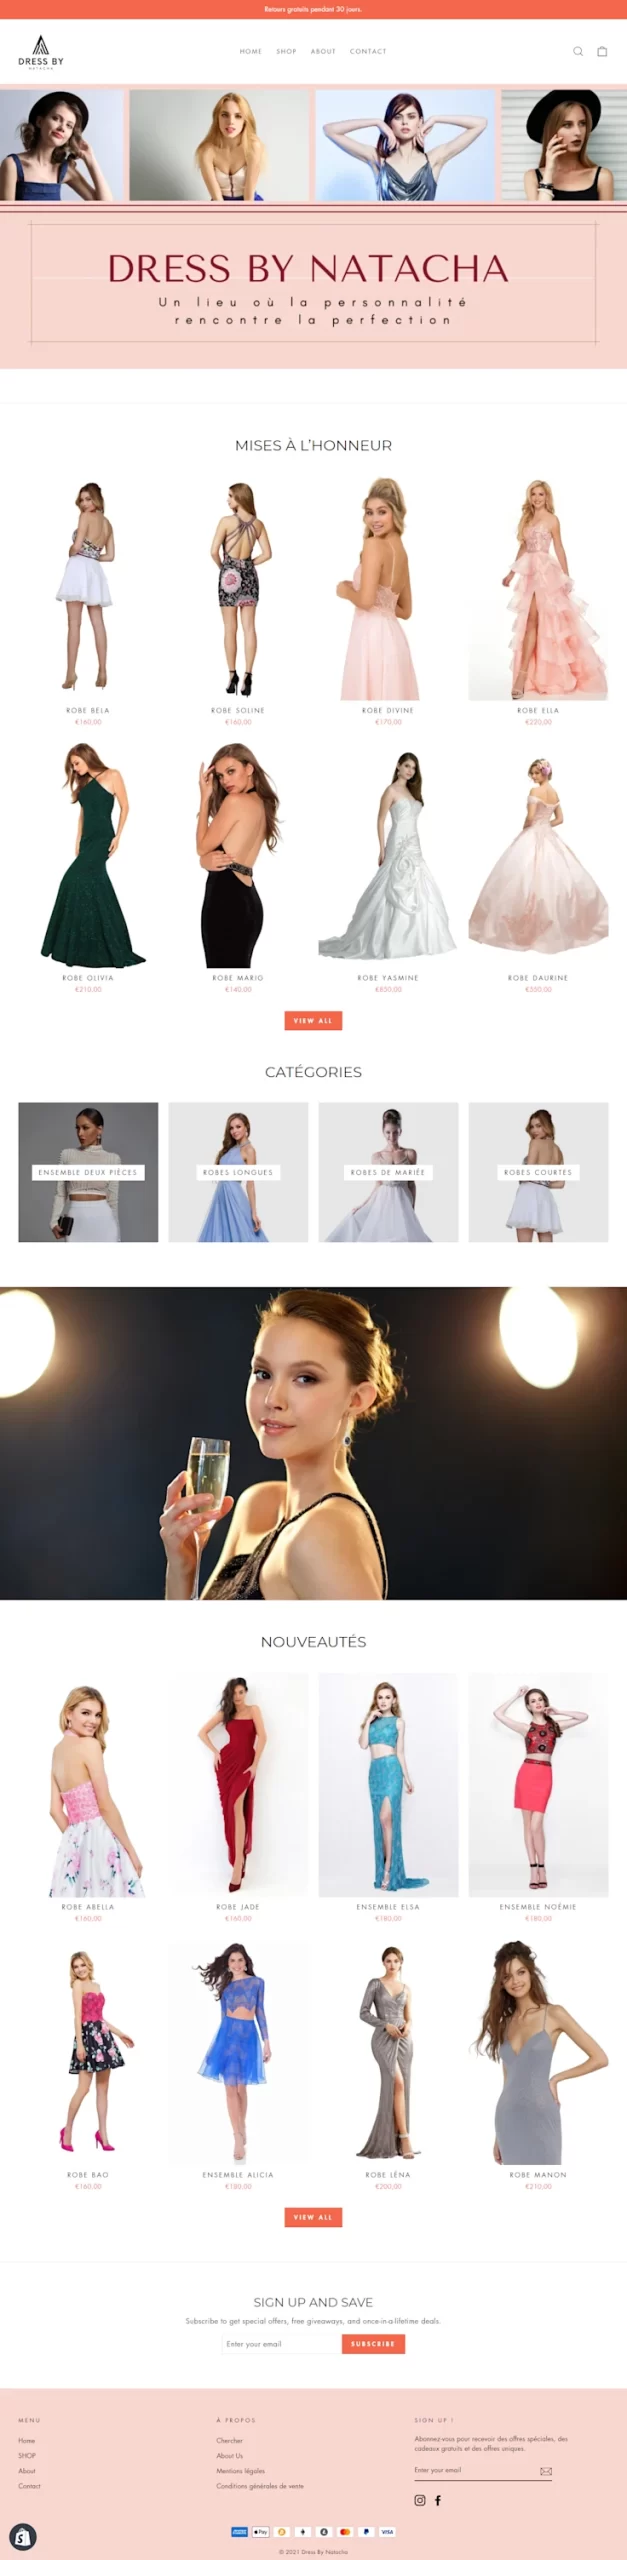 Retours gratuits pendant 30 jours.
DRESS BY
NATACHA
HOME SHOP ABOUT CONTACT
DRESS BY NATACHA
Un lieu où la personnalité
rencontre la perfection
MISES À L'HONNEUR
ROBE BELA ROBE SOLINE ROBE DIVINE ROBE ELLA
€160,00 €160,00 €170,00 €220,00
ROBE OLIVIA ROBE MARIO ROBE YASMINE ROBE DAURINE
€210,00 €140,00 €850,00 €550,00
VIEW ALL
CATÉGORIES
ENSEMBLE DEUX PIÈCES ROBES LONGUES ROBES DE MARIÉE ROBES COURTES
NOUVEAUTÉS
ROBE ABELLA ROBE JADE ENSEMBLE ELSA ENSEMBLE NOÉMIE
€160,00 €160,00 €180,00 €180,00
ROBE BAO ENSEMBLE ALICIA ROBE LÉNA ROBE MANON
€160,00 €180,00 €200,00 €210,00
VIEW ALL
SIGN UP AND SAVE
Subscribe to get special offers, free giveaways, and once-in-a-lifetime deals.
Enter your email SUBSCRIBE
MENU
Home
SHOP
About
Contact
À PROPOS
Chercher
About Us
Mentions légales
Conditions générales de vente
SIGN UP !
Abonnez-vous pour recevoir des offres spéciales, des
cadeaux gratuits et des offres uniques.
Enter your email
Pay VISA
© 2021 Dress By Natacha